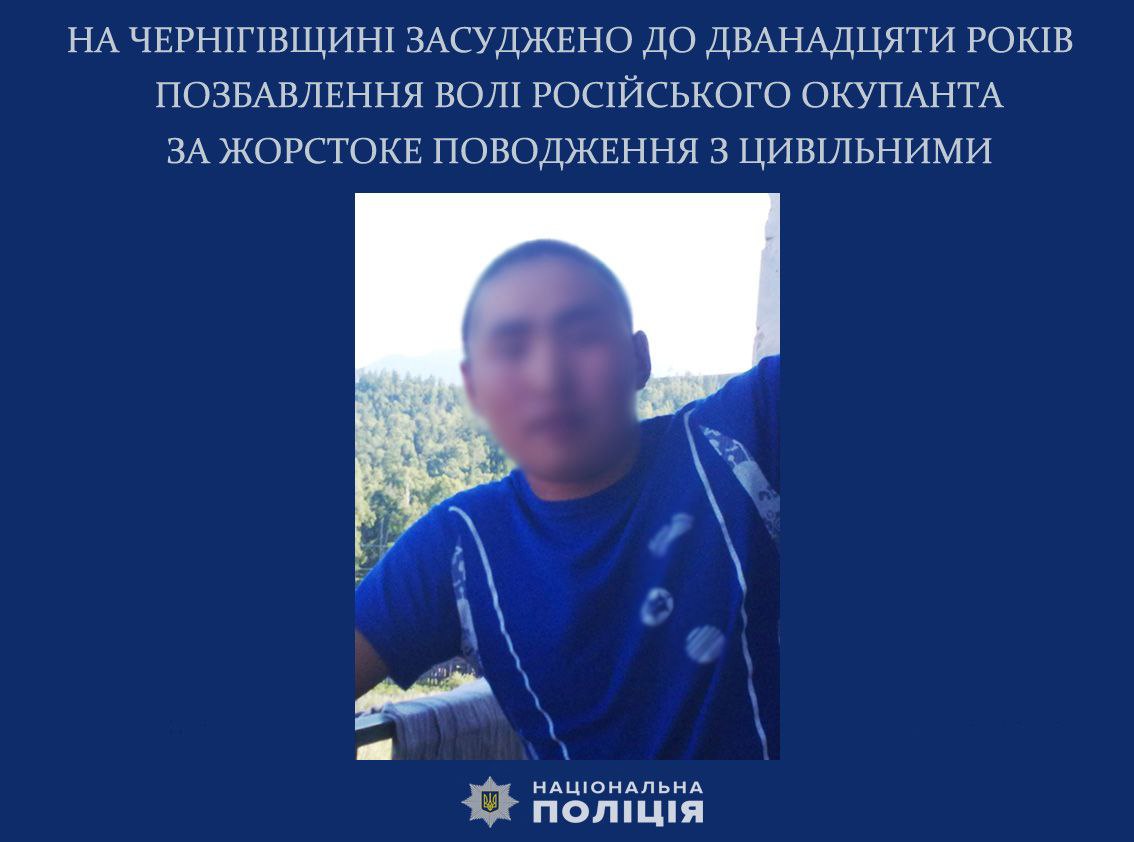 НА ЧЕРНІГІВЩИНІ ЗАСУДЖЕНО ДО ДВАНАДЦЯТИ РОКІВ
ПОЗБАВЛЕННЯ ВОЛІ РОСІЙСЬКОГО ОКУПАНТА
ЗА ЖОРСТОКЕ ПОВОДЖЕННЯ З ЦИВІЛЬНИМИ
НАЦІОНАЛЬНА
ПОЛІЦІЯ